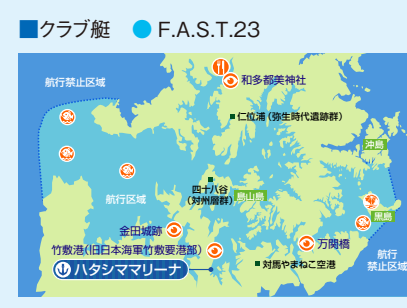 ■クラブ艇 ● F.A.S.T.23
航行禁止区域
和多都美神社
■仁位浦(弥生時代遺跡群)
沖島
四十八谷
(対州層群)
島山島
航行区域
黒島
金田城跡
竹敷港(旧日本海軍竹敷要港部)
万関橋
航行
禁止区域
ハタシママリーナ
■対馬やまねこ空港